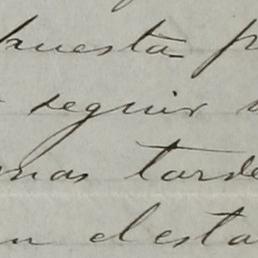 puesta p
seguir
mas tarde
n el esta